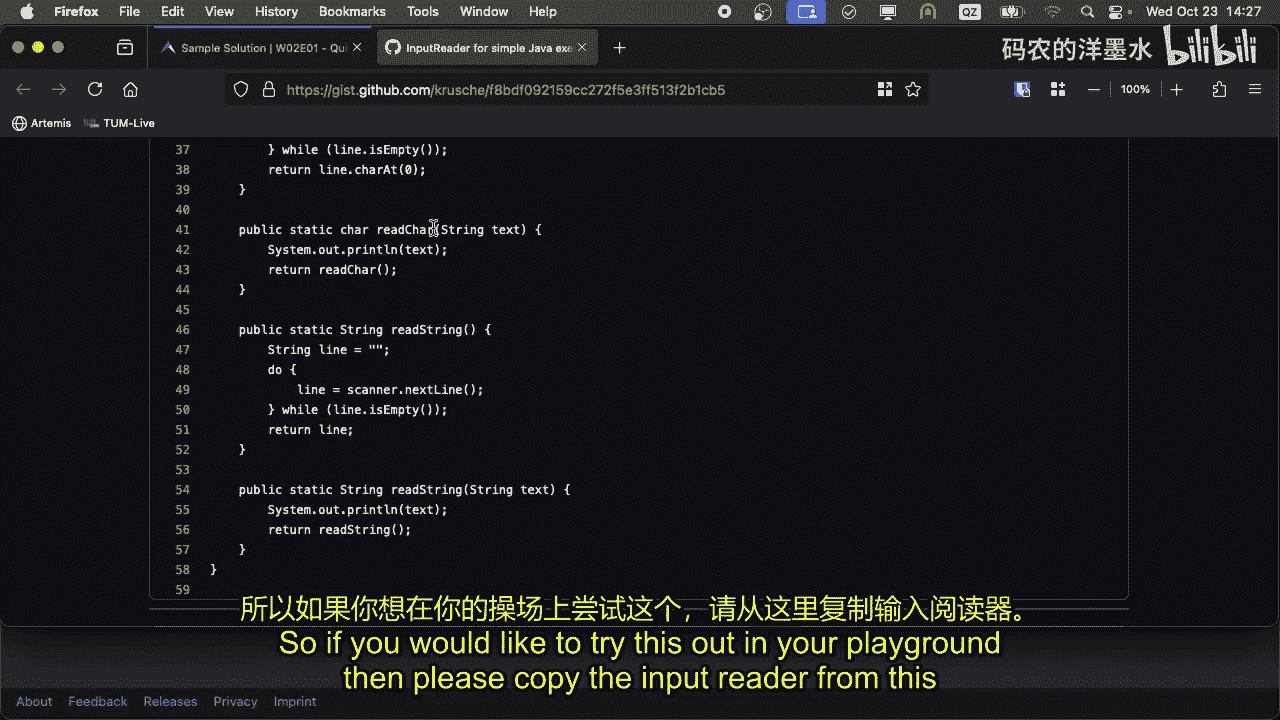 Firefox File Edit View History Bookmarks Tools Window Help QZ Wed Oct 23 14:27
Sample Solution | W02E01 - Qui
InputReader for simple Java exe
码农的洋墨水 bilibili
https://gist.github.com/krusche/f8bdf092159cc272f5e3ff513f2b1cb5 100%
Artemis TUM-Live
37 } while (line.isEmpty());
38 return line.charAt(0);
39 }
40
41 public static char readChar(String text) {
42 System.out.println(text);
43 return readChar();
44 }
45
46 public static String readString() {
47 String line = "";
48 do {
49 line = scanner.nextLine();
50 } while (line.isEmpty());
51 return line;
52 }
53
54 public static String readString(String text) {
55 System.out.println(text);
56 return readString();
57 }
58 }
59
所以如果你想在你的操场上尝试这个，请从这里复制输入阅读器。
So if you would like to try this out in your playground
then please copy the input reader from this
About Feedback Releases Privacy Imprint